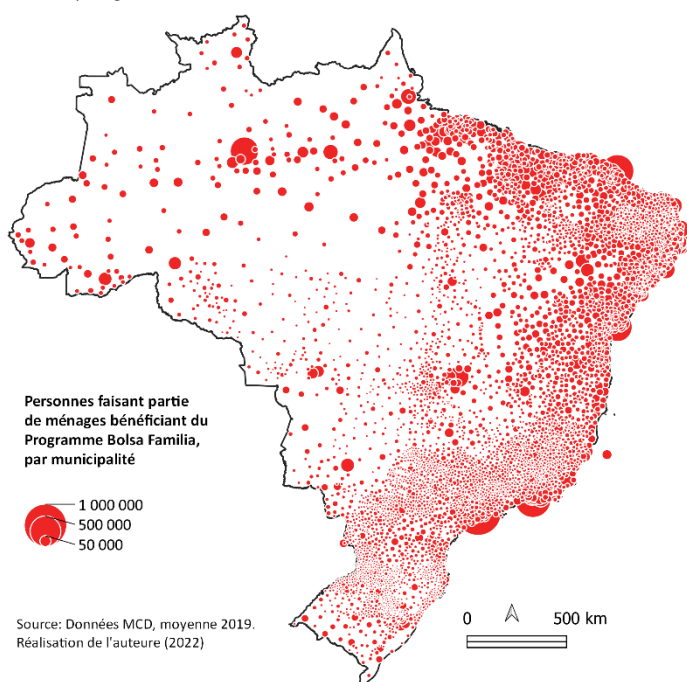 Personnes faisant partie
de ménages bénéficiant du
Programme Bolsa Familia,
par municipalité
1 000 000
500 000
50 000
Source: Données MCD, moyenne 2019.
Réalisation de l'auteure (2022)
0 500 km